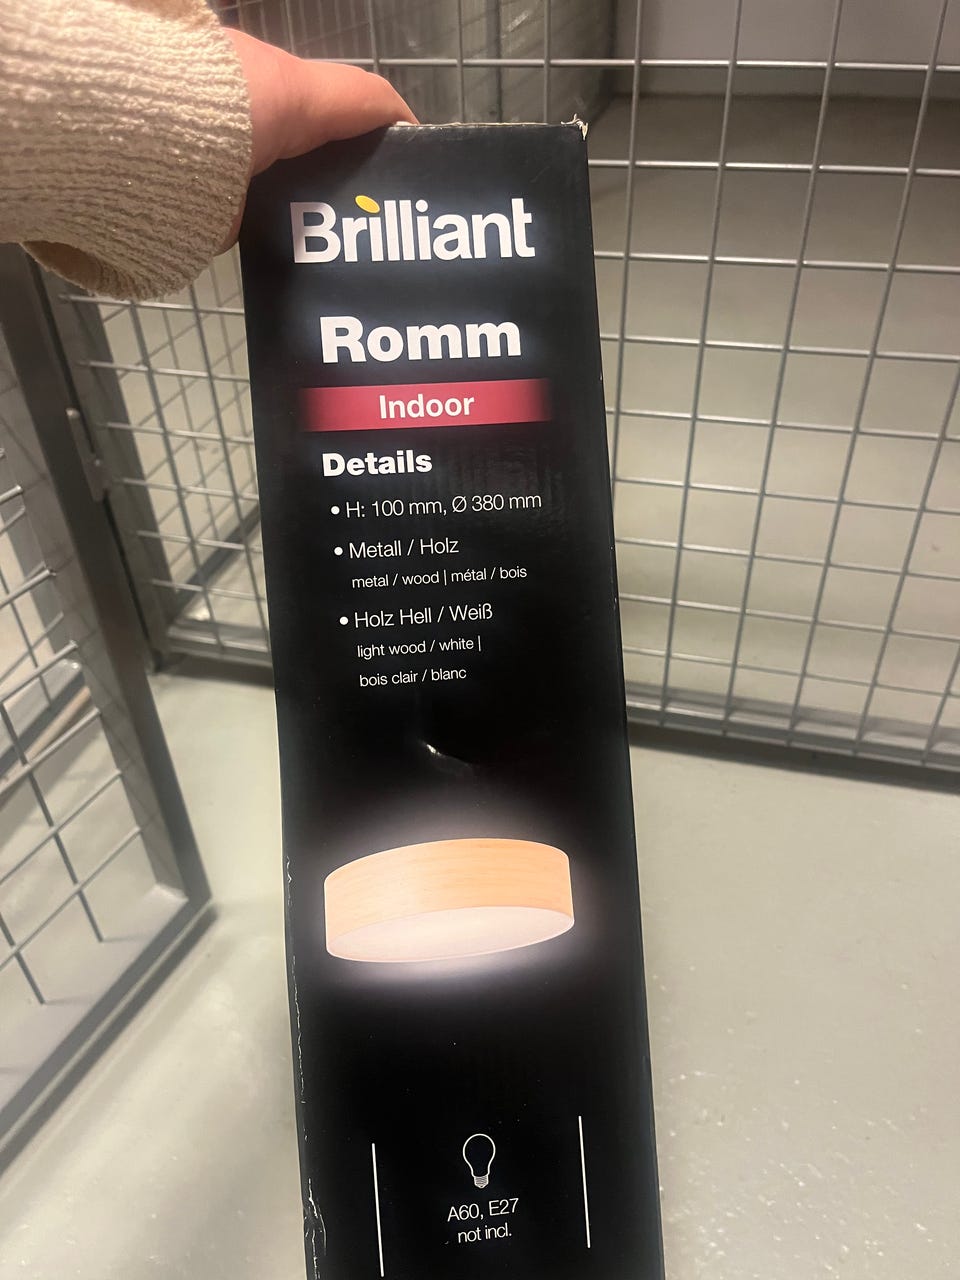 Brilliant
Romm
Indoor
Details
• H: 100 mm, Ø 380 mm
• Metall / Holz
metal / wood | métal / bois
• Holz Hell / Weiß
light wood / white |
bois clair / blanc
A60, E27
not incl.